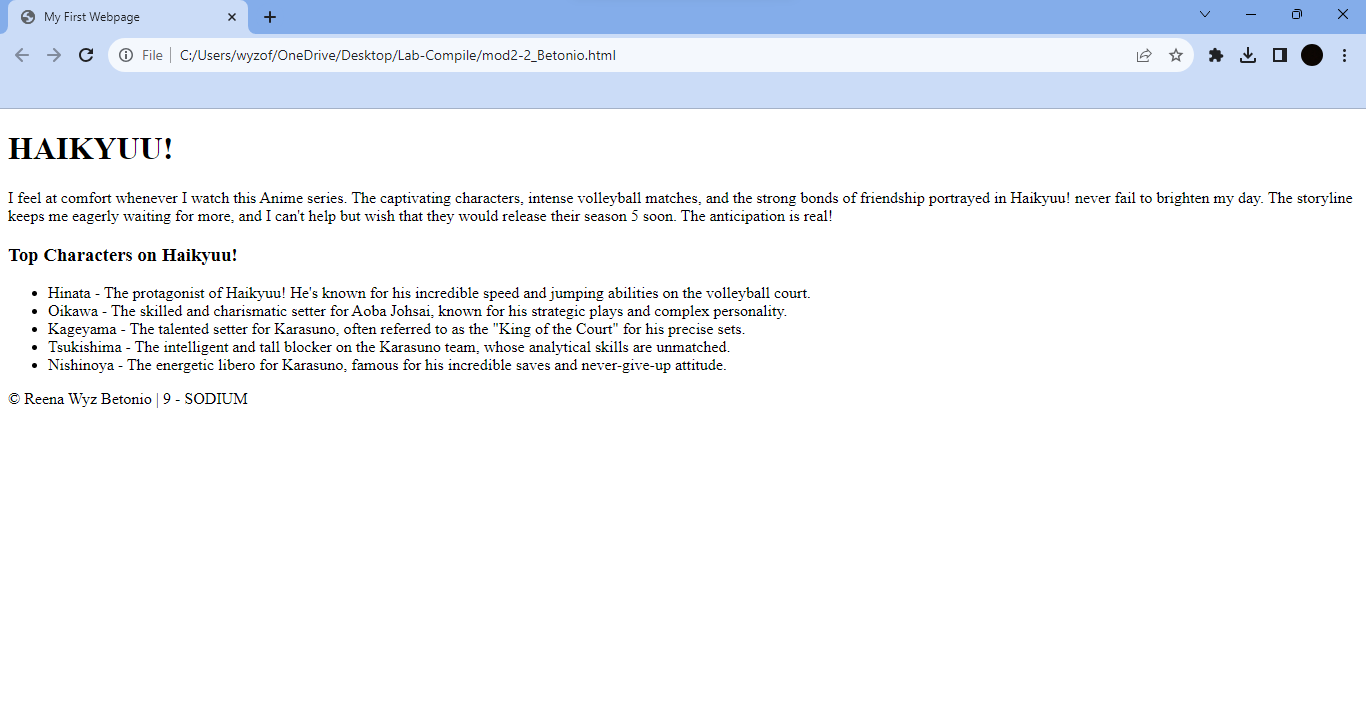 My First Webpage
File | C:/Users/wyzof/OneDrive/Desktop/Lab-Compile/mod2-2_Betonio.html
HAIKYUU!
I feel at comfort whenever I watch this Anime series. The captivating characters, intense volleyball matches, and the strong bonds of friendship portrayed in Haikyuu! never fail to brighten my day. The storyline
keeps me eagerly waiting for more, and I can't help but wish that they would release their season 5 soon. The anticipation is real!
Top Characters on Haikyuu!
• Hinata - The protagonist of Haikyuu! He's known for his incredible speed and jumping abilities on the volleyball court.
• Oikawa - The skilled and charismatic setter for Aoba Johsai, known for his strategic plays and complex personality.
• Kageyama - The talented setter for Karasuno, often referred to as the "King of the Court" for his precise sets.
• Tsukishima - The intelligent and tall blocker on the Karasuno team, whose analytical skills are unmatched.
• Nishinoya - The energetic libero for Karasuno, famous for his incredible saves and never-give-up attitude.
© Reena Wyz Betonio | 9 - SODIUM